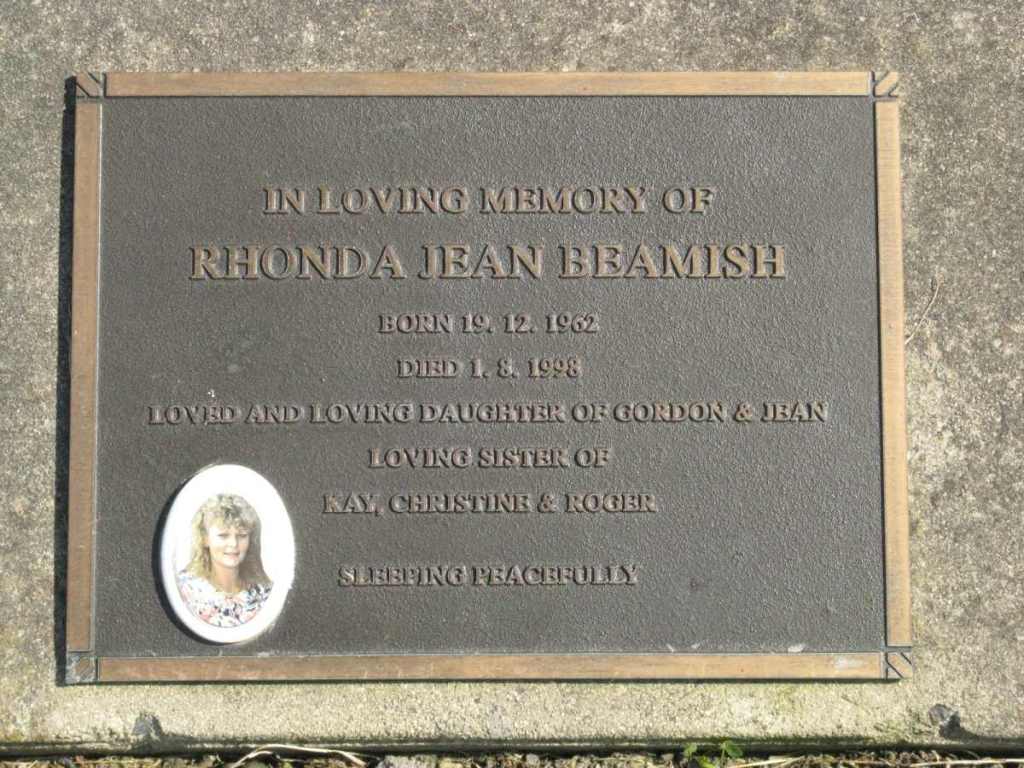 IN LOVING MEMORY OF
RHONDA JEAN BEAMISH
BORN 19. 12. 1962
DIED 1. 8. 1998
LOVED AND LOVING DAUGHTER OF GORDON & JEAN
LOVING SISTER OF
KAY, CHRISTINE & ROGER
SLEEPING PEACEFULLY